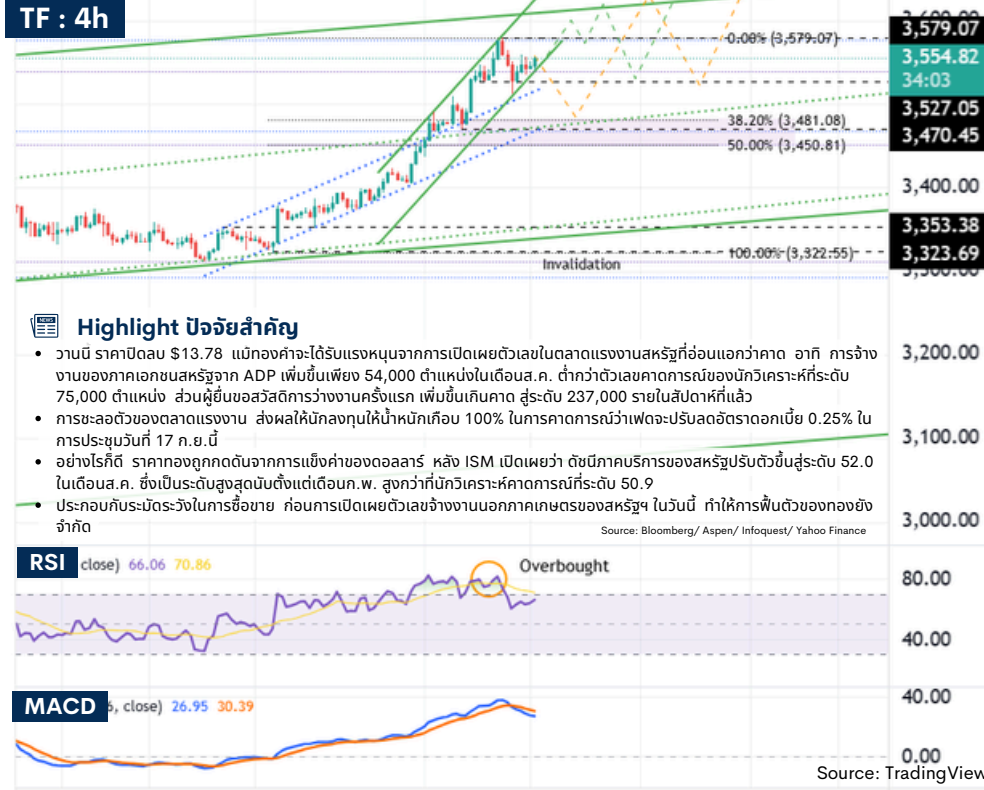 TF : 4h
3,579.07
0.00% (3,579.07)
3,554.82
34:03
3,527.05
38.20% (3,481.08)
3,470.45
50.00% (3,450.81)
3,400.00
3,353.38
100.00% (3,322.55)
3,323.69
Invalidation
Highlight ปัจจัยสำคัญ
• วานนี้ ราคาปิดลบ $13.78 แม้ทองคำจะได้รับแรงหนุนจากการเปิดเผยตัวเลขในตลาดแรงงานสหรัฐที่อ่อนแอกว่าคาด อาทิ การจ้าง
งานของภาคเอกชนสหรัฐจาก ADP เพิ่มขึ้นเพียง 54,000 ตำแหน่งในเดือนส.ค. ต่ำกว่าตัวเลขคาดการณ์ของนักวิเคราะห์ที่ระดับ
75,000 ตำแหน่ง ส่วนผู้ยื่นขอสวัสดิการว่างงานครั้งแรก เพิ่มขึ้นเกินคาด สู่ระดับ 237,000 รายในสัปดาห์ที่แล้ว
• การชะลอตัวของตลาดแรงงาน ส่งผลให้นักลงทุนให้น้ำหนักเกือบ 100% ในการคาดการณ์ว่าเฟดจะปรับลดอัตราดอกเบี้ย 0.25% ใน
การประชุมวันที่ 17 ก.ย.นี้
• อย่างไรก็ดี ราคาทองถูกกดดันจากการแข็งค่าของดอลลาร์ หลัง ISM เปิดเผยว่า ดัชนีภาคบริการของสหรัฐปรับตัวขึ้นสู่ระดับ 52.0
ในเดือนส.ค. ซึ่งเป็นระดับสูงสุดนับตั้งแต่เดือนก.พ. สูงกว่าที่นักวิเคราะห์คาดการณ์ที่ระดับ 50.9
• ประกอบกับระมัดระวังในการซื้อขาย ก่อนการเปิดเผยตัวเลขจ้างงานนอกภาคเกษตรของสหรัฐฯ ในวันนี้ ทำให้การฟื้นตัวของทองยัง
จำกัด
Source: Bloomberg/ Aspen/ Infoquest/ Yahoo Finance
3,200.00
3,100.00
3,000.00
RSI close) 66.06 70.86
Overbought
80.00
40.00
MACD 6, close) 26.95 30.39
40.00
0.00
Source: TradingView